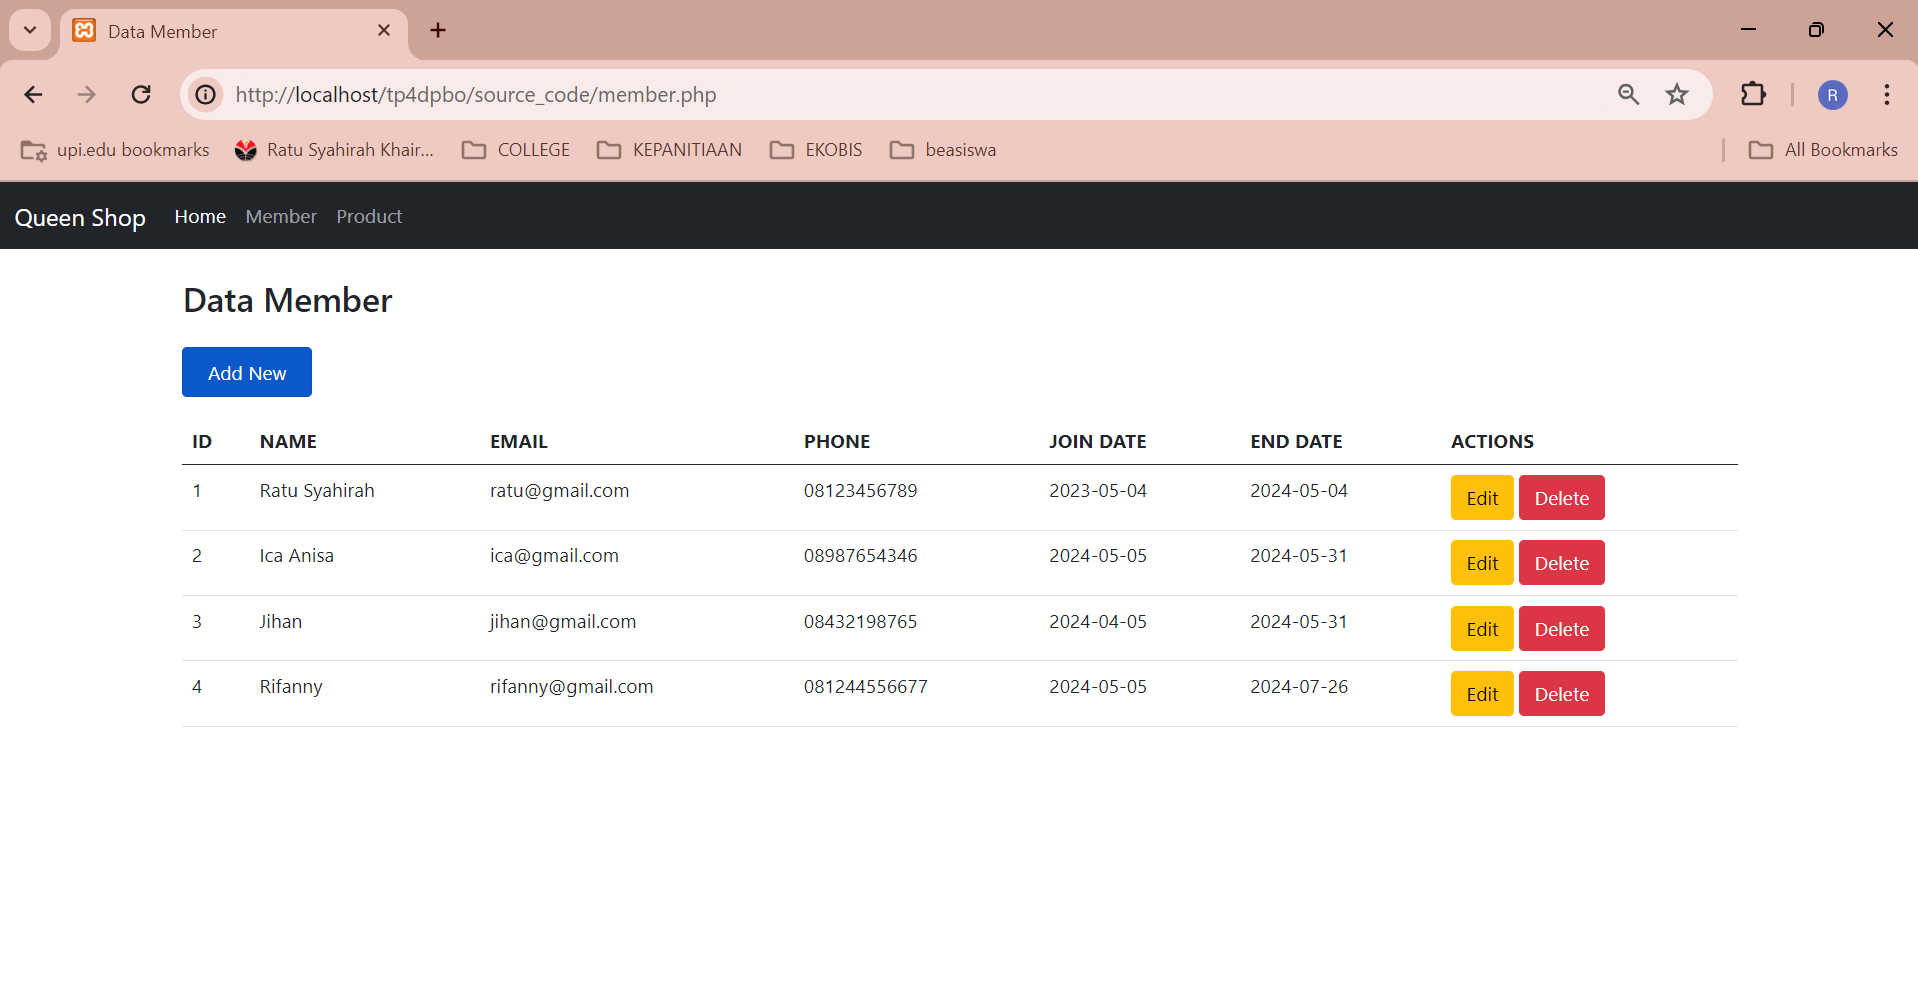 Data Member
http://localhost/tp4dpbo/source_code/member.php
R
upi.edu bookmarks Ratu Syahirah Khair... COLLEGE KEPANITIAAN EKOBIS beasiswa All Bookmarks
Queen Shop Home Member Product
Data Member
Add New
ID NAME EMAIL PHONE JOIN DATE END DATE ACTIONS
1 Ratu Syahirah ratu@gmail.com 08123456789 2023-05-04 2024-05-04 Edit Delete
2 Ica Anisa ica@gmail.com 08987654346 2024-05-05 2024-05-31 Edit Delete
3 Jihan jihan@gmail.com 08432198765 2024-04-05 2024-05-31 Edit Delete
4 Rifanny rifanny@gmail.com 081244556677 2024-05-05 2024-07-26 Edit Delete